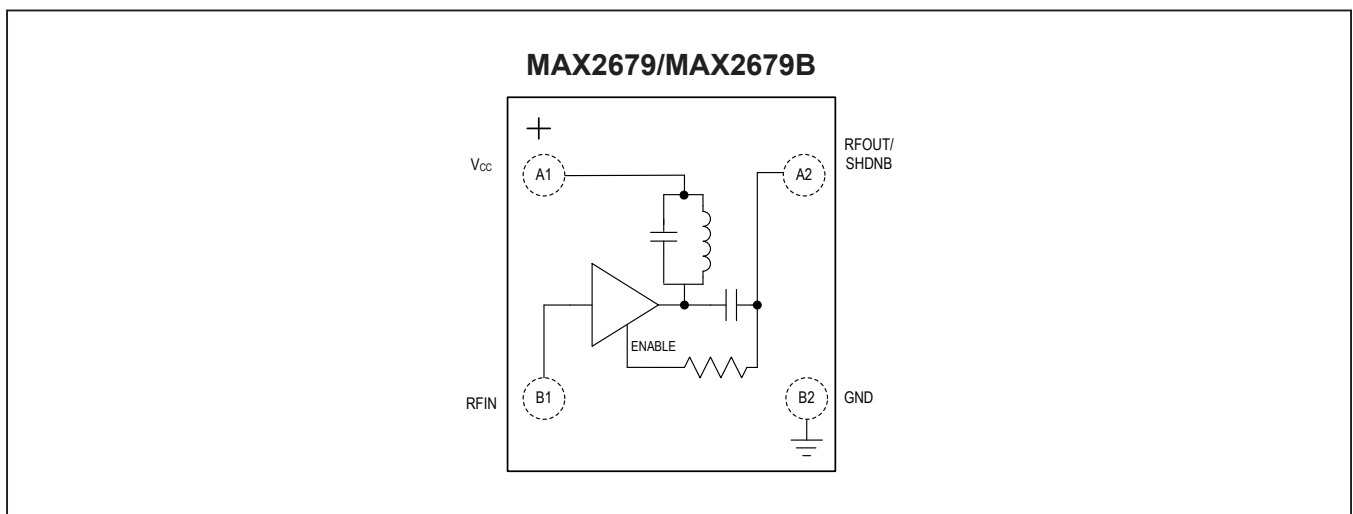 MAX2679/MAX2679B
RFOUT/
SHDNB
Vcc
A1
A2
ENABLE
RFIN
B1
B2
GND